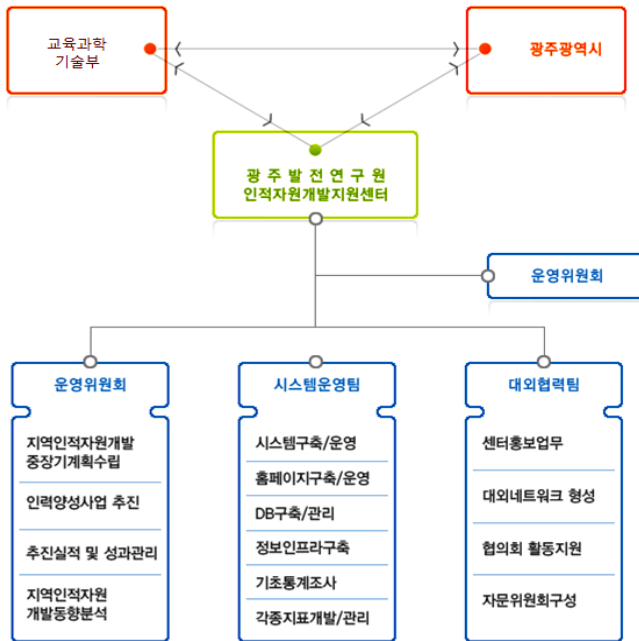 교육과학
기술부
광주광역시
광 주 발 전 연 구 원
인적자원개발지원센터
운영위원회
운영위원회
지역인적자원개발
중장기계획수립
인력양성사업 추진
추진실적 및 성과관리
지역인적자원
개발동향분석
시스템운영팀
시스템구축/운영
홈페이지구축/운영
DB구축/관리
정보인프라구축
기초통계조사
각종지표개발/관리
대외협력팀
센터홍보업무
대외네트워크 형성
협의회 활동지원
자문위원회구성